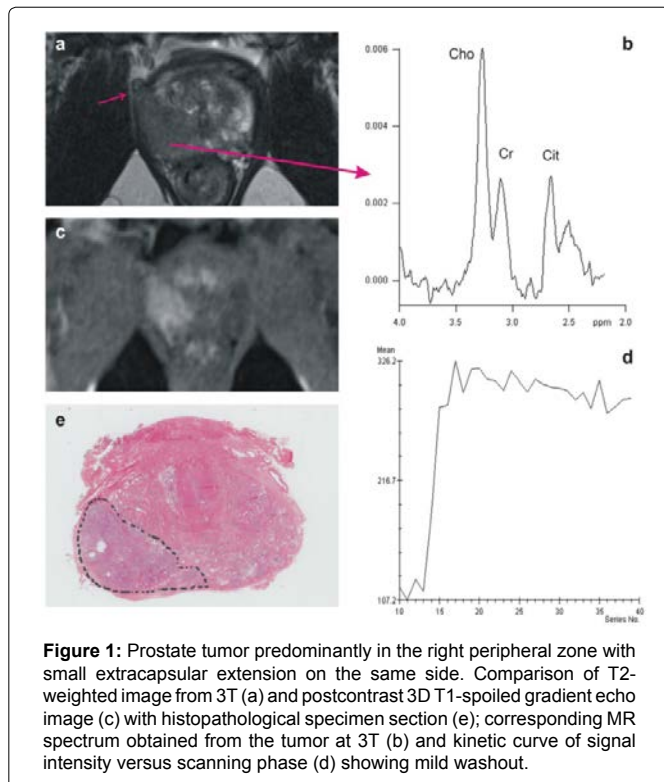 a
b
Cho
Cr
Cit
0.006
0.004
0.002
0.000
4.0
3.5
3.0
2.5
ppm
2.0
c
d
Mean
326.2
216.7
107.2
10
15
20
25
30
35
40
Series No.
e
Figure 1: Prostate tumor predominantly in the right peripheral zone with
small extracapsular extension on the same side. Comparison of T2-
weighted image from 3T (a) and postcontrast 3D T1-spoiled gradient echo
image (c) with histopathological specimen section (e); corresponding MR
spectrum obtained from the tumor at 3T (b) and kinetic curve of signal
intensity versus scanning phase (d) showing mild washout.